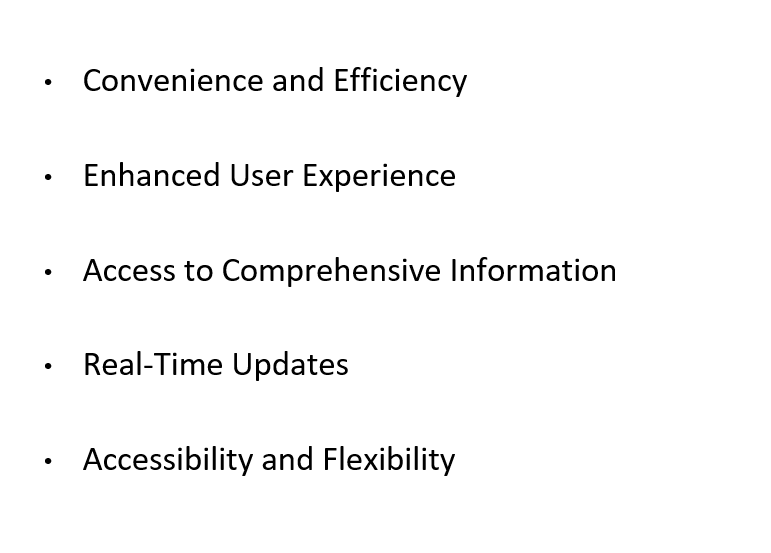 • Convenience and Efficiency
• Enhanced User Experience
• Access to Comprehensive Information
• Real-Time Updates
• Accessibility and Flexibility